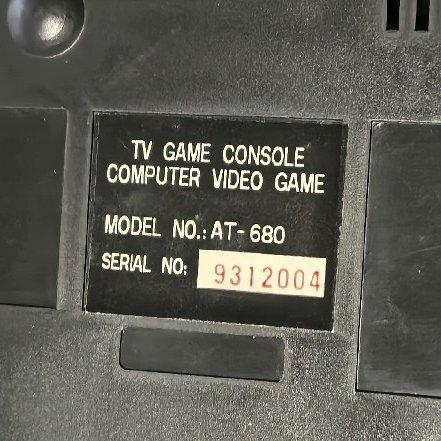 TV GAME CONSOLE
COMPUTER VIDEO GAME
MODEL NO.: AT-680
SERIAL NO: 9312004